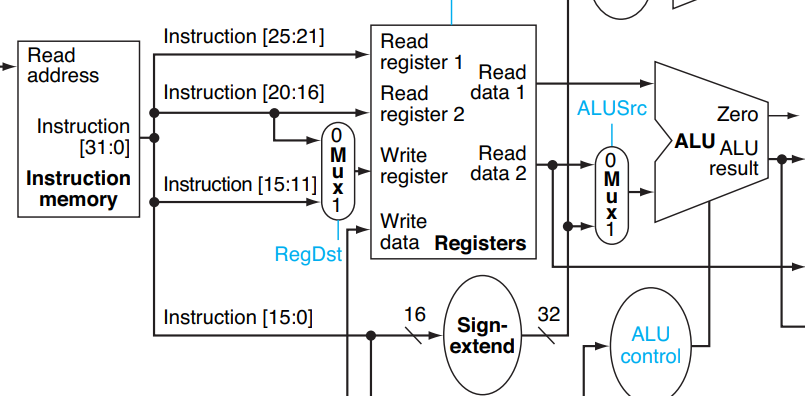 Read
address
Instruction
[31:0]
Instruction
memory
Instruction [25:21]
Instruction [20:16]
Instruction [15:11]
Instruction [15:0]
0
M
u
x
1
RegDst
Read
register 1
Read
register 2
Write
register
Write
data
Read
data 1
Read
data 2
Registers
16
Sign-
extend
32
ALUSrc
0
M
u
x
1
Zero
ALU
ALU
result
ALU
control